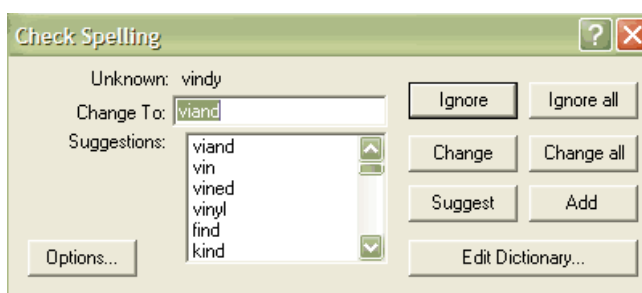 Check Spelling ?
Unknown: vindy
Change To: viand
Suggestions:
viand
vin
vined
vinyl
find
kind
Ignore Ignore all
Change Change all
Suggest Add
Options... Edit Dictionary...